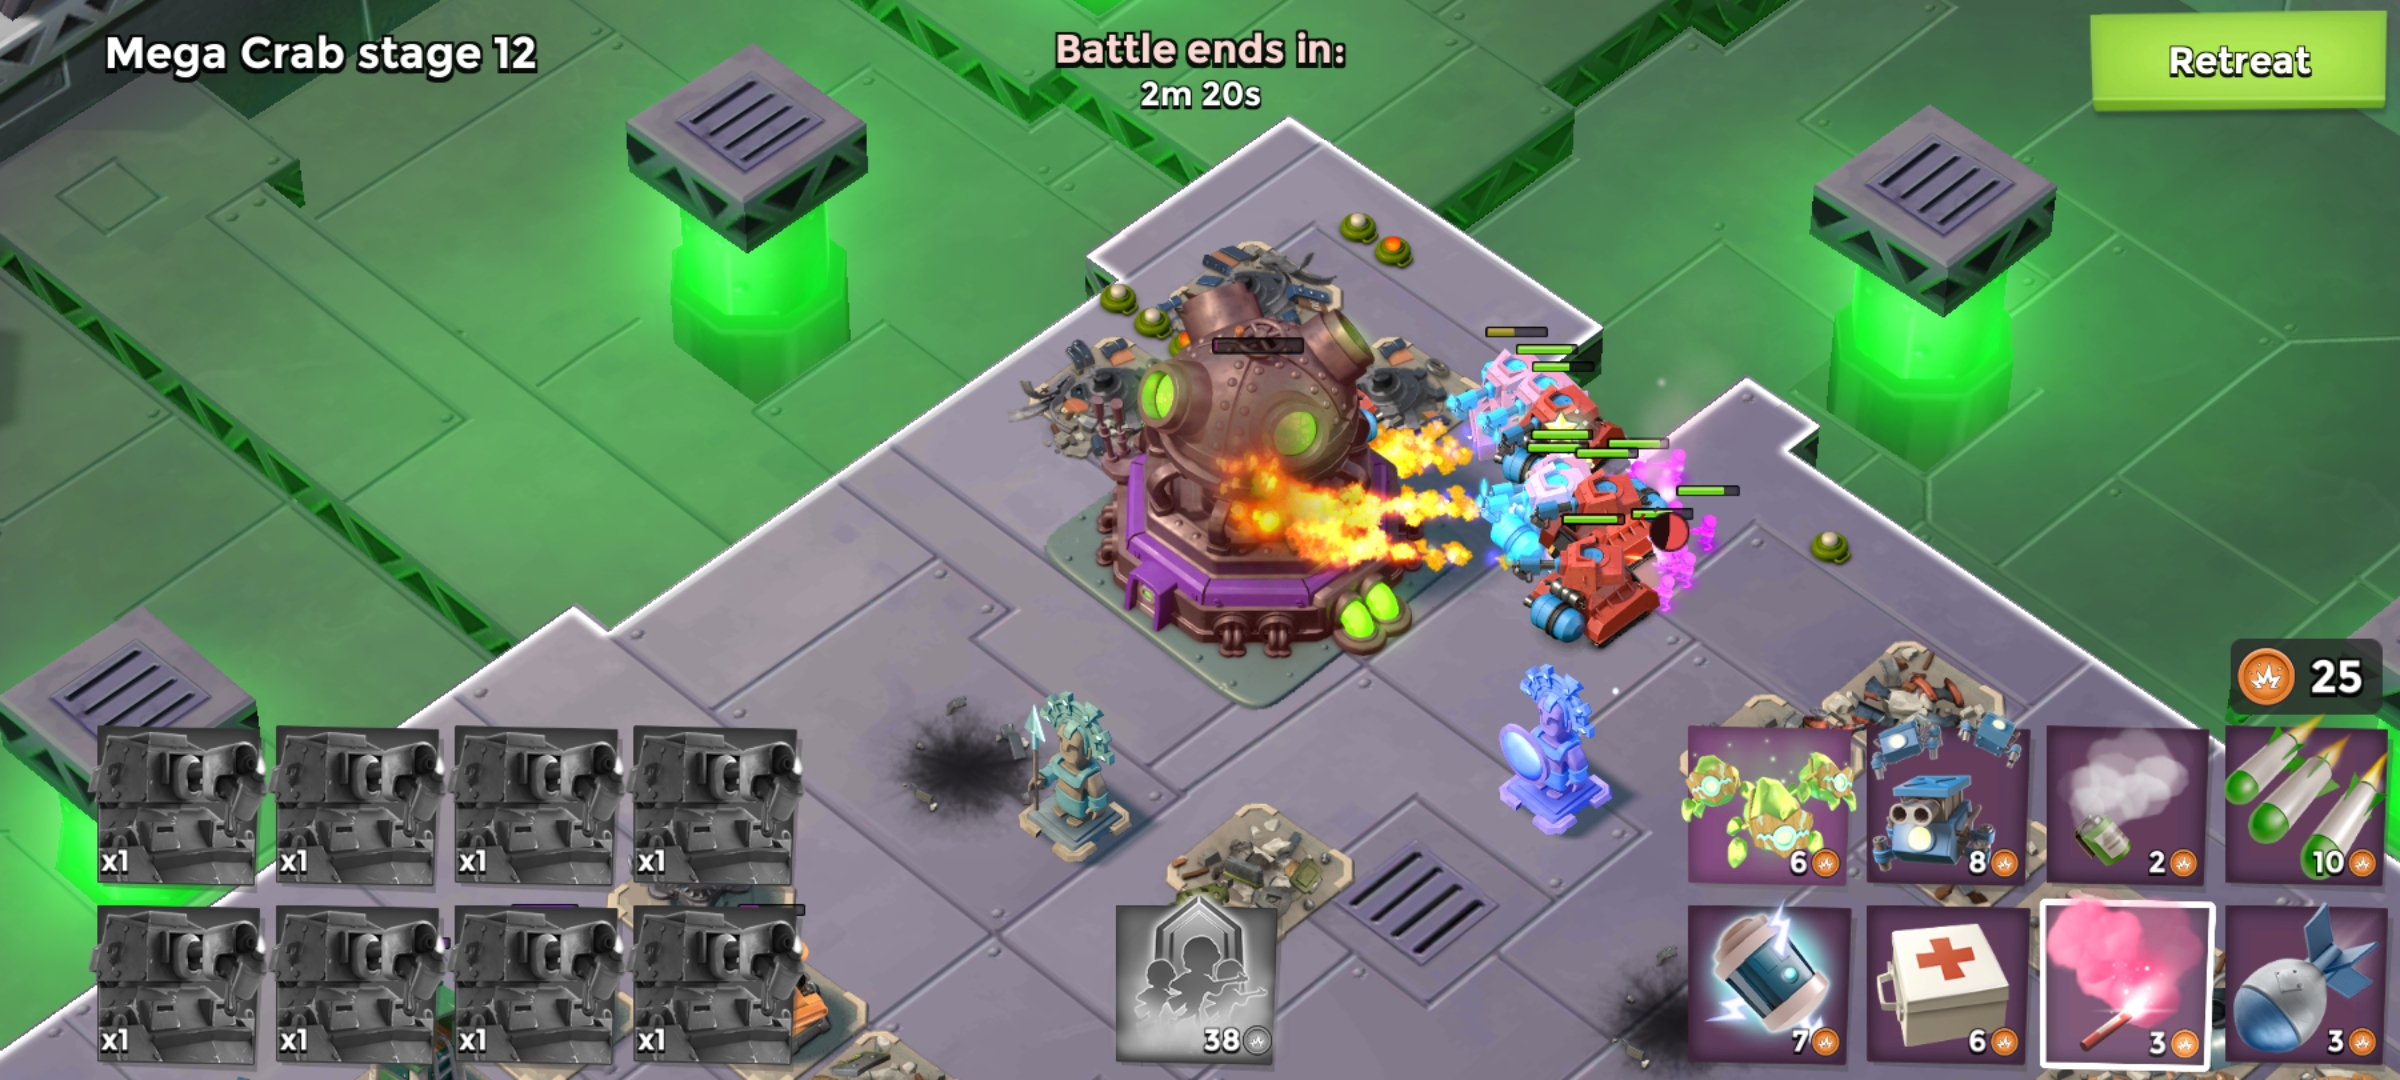 Mega Crab stage 12
Battle ends in:
2m 20s
Retreat
25
x1 x1 x1 x1
6 8 2 10
x1 x1 x1 x1
38
7 6 3 3